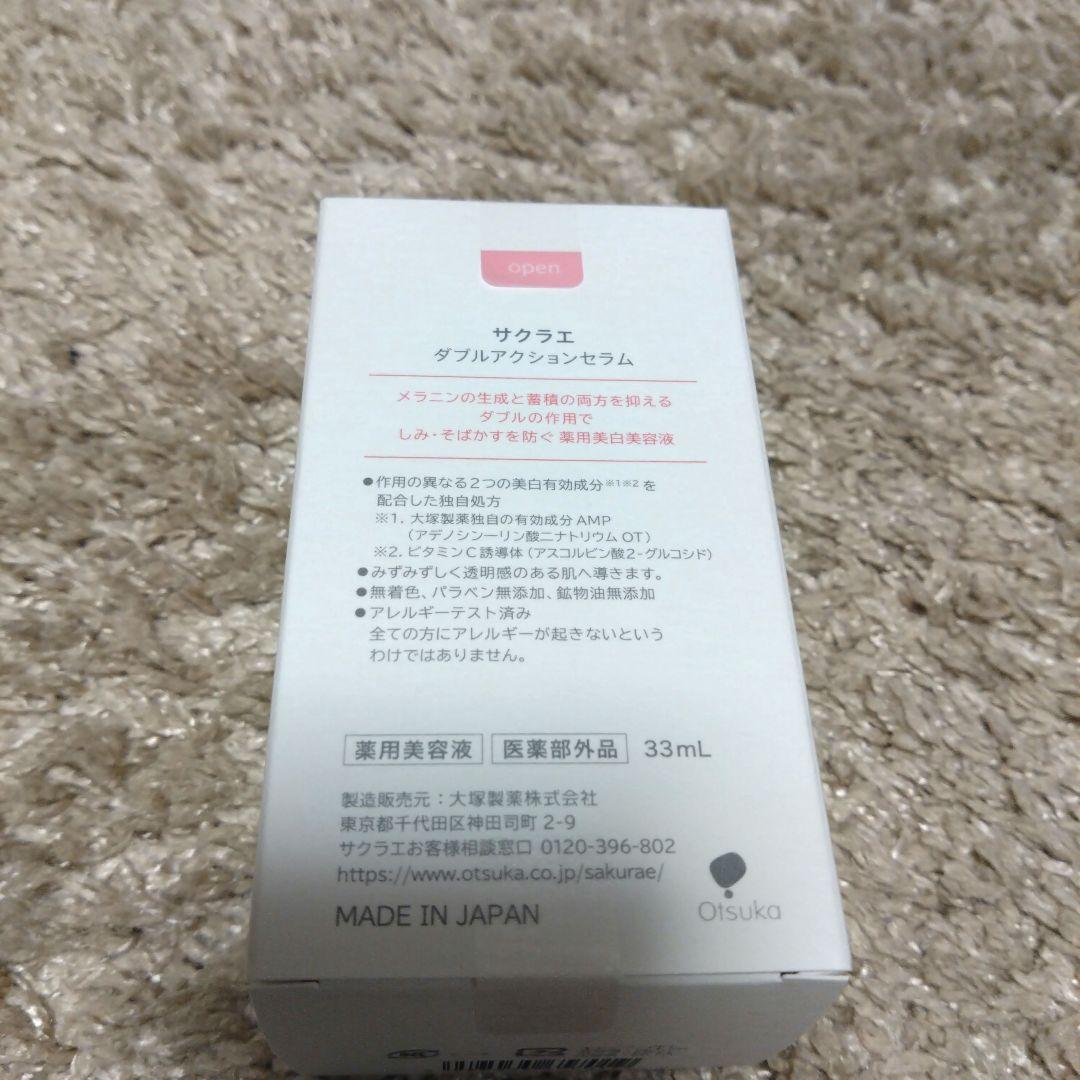 open
サクラエ
ダブルアクションセラム
メラニンの生成と蓄積の両方を抑える
ダブルの作用で
しみ・そばかすを防ぐ 薬用美白美容液
●作用の異なる2つの美白有効成分※1※2を
配合した独自処方
※1. 大塚製薬独自の有効成分 AMP
（アデノシン一リン酸二ナトリウム OT）
※2. ビタミンC誘導体（アスコルビン酸2-グルコシド）
●みずみずしく透明感のある肌へ導きます。
●無着色、パラベン無添加、鉱物油無添加
●アレルギーテスト済み
全ての方にアレルギーが起きないという
わけではありません。
薬用美容液 医薬部外品 33mL
製造販売元：大塚製薬株式会社
東京都千代田区神田司町 2-9
サクラエお客様相談窓口 0120-396-802
https://www.otsuka.co.jp/sakurae/
MADE IN JAPAN
Otsuka